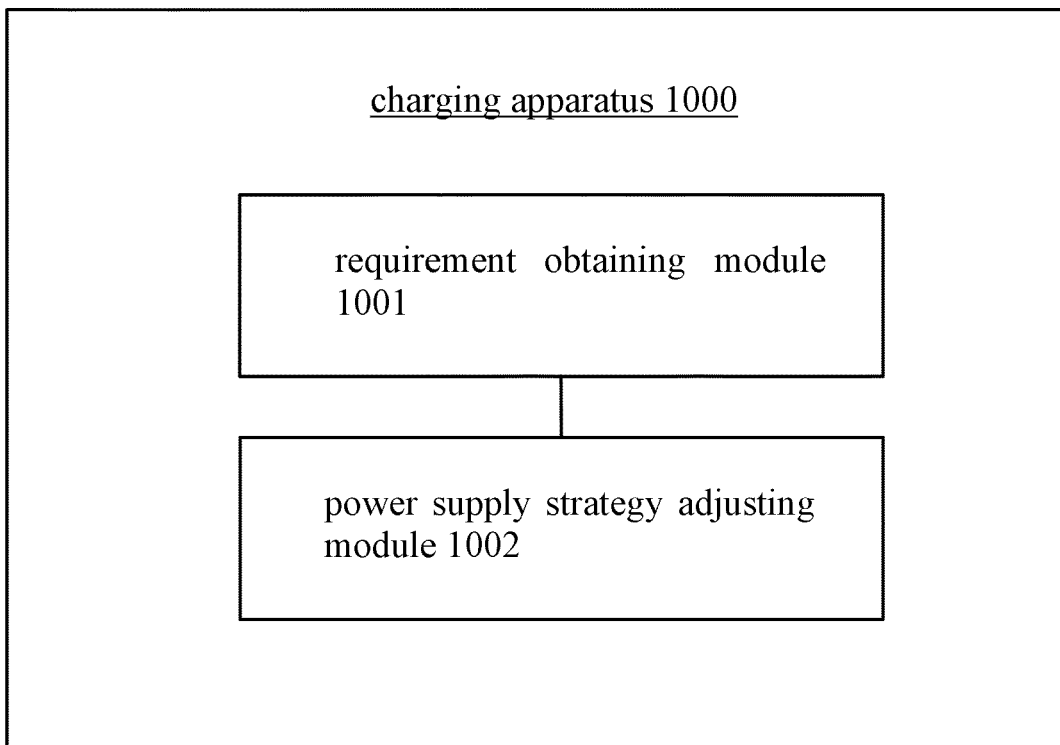 charging apparatus 1000
requirement obtaining module
1001
power supply strategy adjusting
module 1002